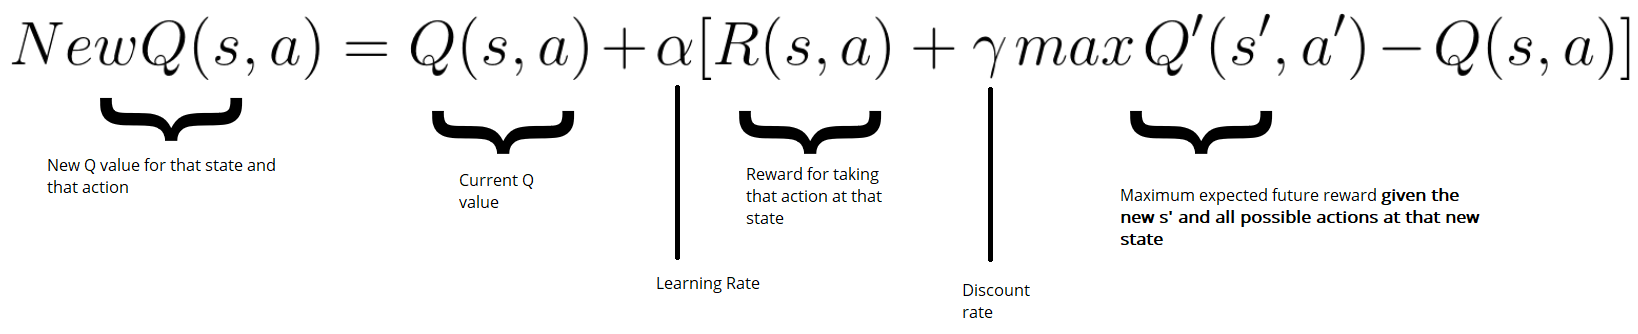 NewQ(s, a) = Q(s, a)+α[R(s, a) + γmaxQ′(s′, a′)−Q(s, a)]
New Q value for that state and
that action
Current Q
value
Learning Rate
Reward for taking
that action at that
state
Discount
rate
Maximum expected future reward given the
new s' and all possible actions at that new
state